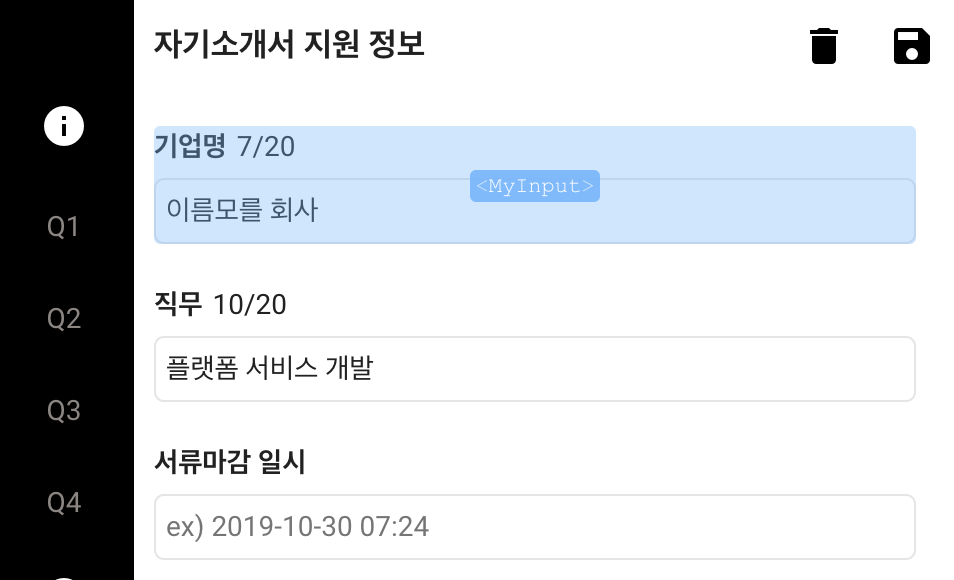 자기소개서 지원 정보
기업명 7/20
<MyInput>
이름모를 회사
Q1
직무 10/20
Q2
플랫폼 서비스 개발
Q3
서류마감 일시
Q4
ex) 2019-10-30 07:24